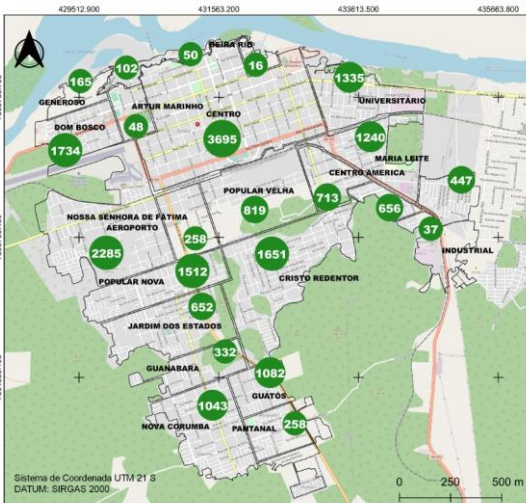 429512.900 431563.200 433613.500 435663.800
BEIRA RIO
50
16
102
165
1335
GENEROSO
ARTUR MARINHO
UNIVERSITÁRIO
DOM BOSCO
CENTRO
48
3695
1240
1734
MARIA LEITE
CENTRO AMERICA
447
POPULAR VELHA
713
656
819
NOSSA SENHORA DE FÁTIMA
AEROPORTO
258
37
2285
1651
INDUSTRIAL
1512
POPULAR NOVA
CRISTO REDENTOR
652
JARDIM DOS ESTADOS
332
GUANABARA
1082
GUATÓS
1043
NOVA CORUMBA
PANTANAL
258
Sistema de Coordenada UTM 21 S
DATUM: SIRGAS 2000
0 250 500 m